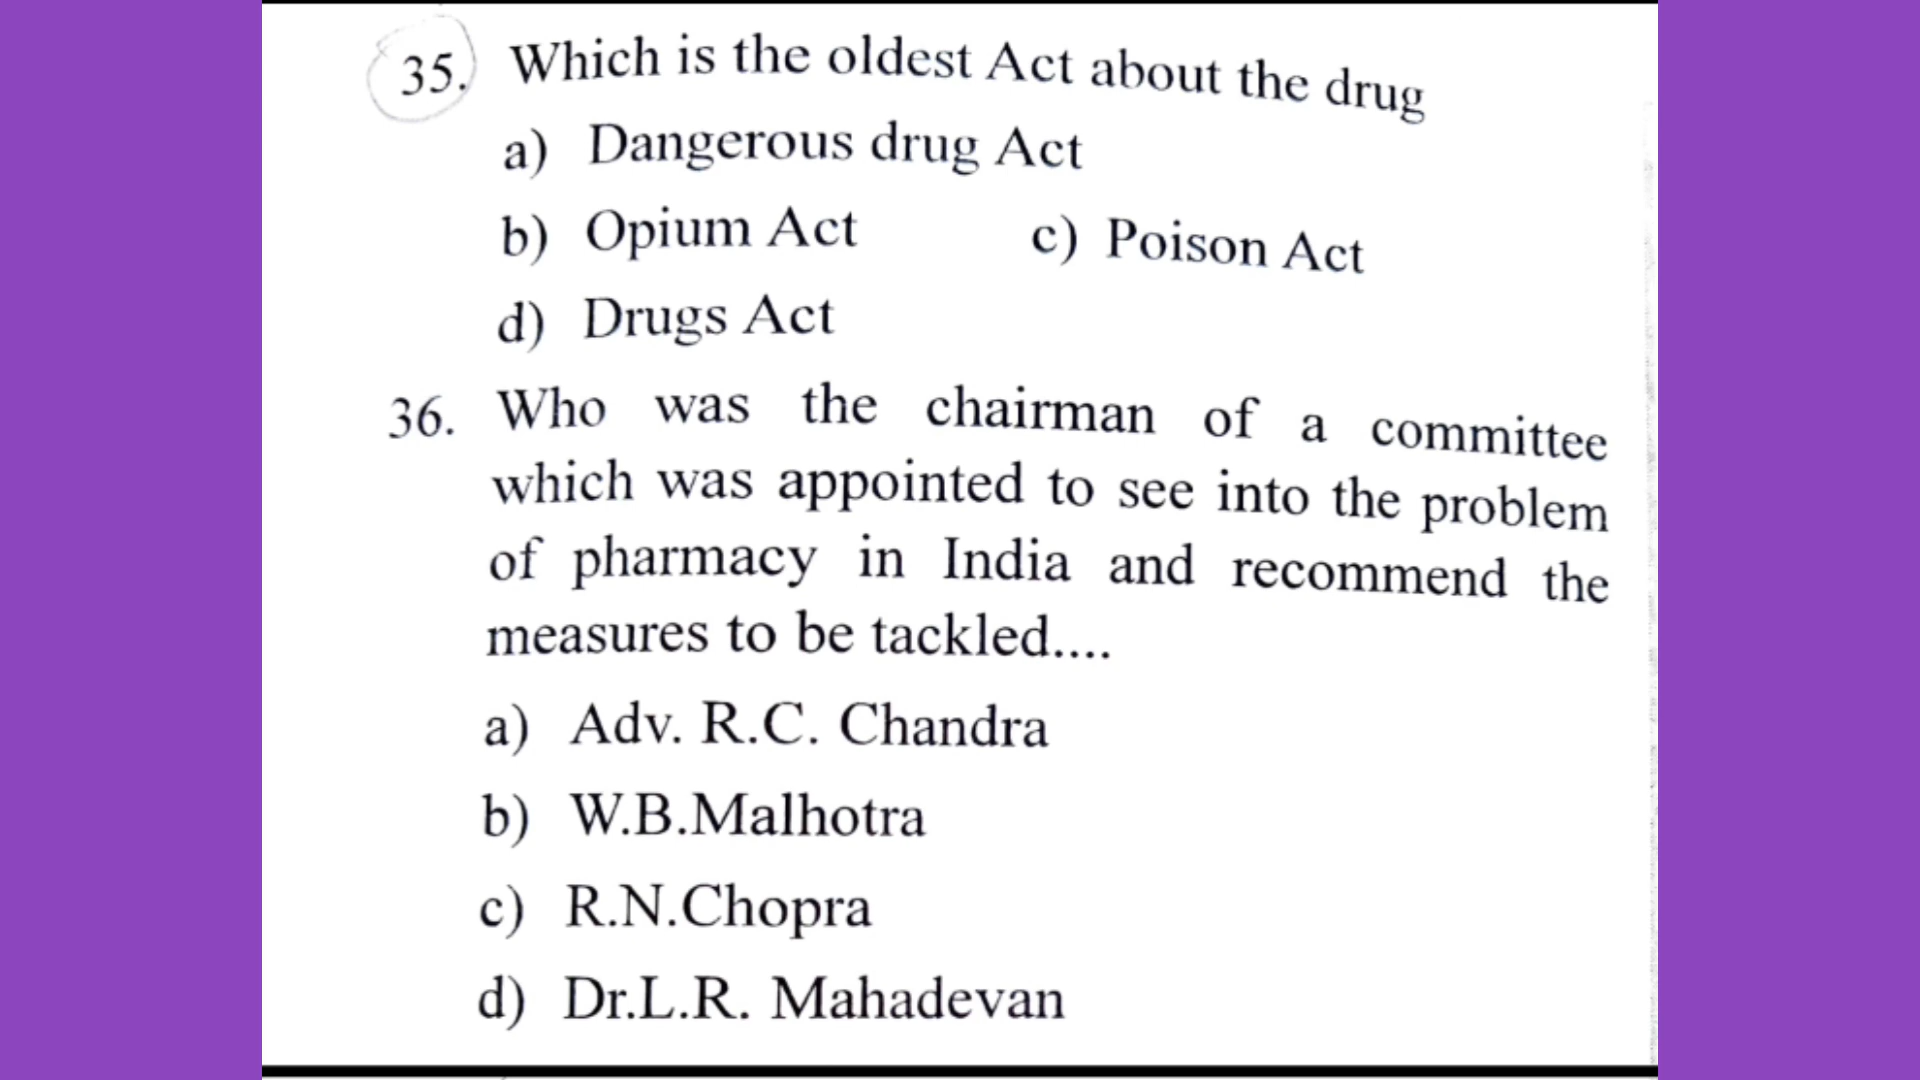 35. Which is the oldest Act about the drug
a) Dangerous drug Act
b) Opium Act c) Poison Act
d) Drugs Act
36. Who was the chairman of a committee
which was appointed to see into the problem
of pharmacy in India and recommend the
measures to be tackled....
a) Adv. R.C. Chandra
b) W.B.Malhotra
c) R.N.Chopra
d) Dr.L.R. Mahadevan